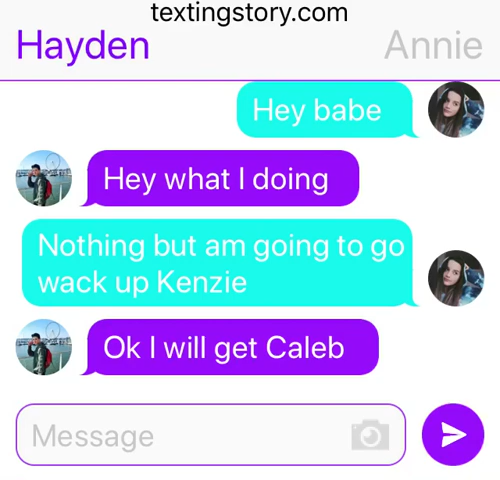 textingstory.com
Hayden
Annie
Hey babe
Hey what I doing
Nothing but am going to go
wack up Kenzie
Ok I will get Caleb
Message